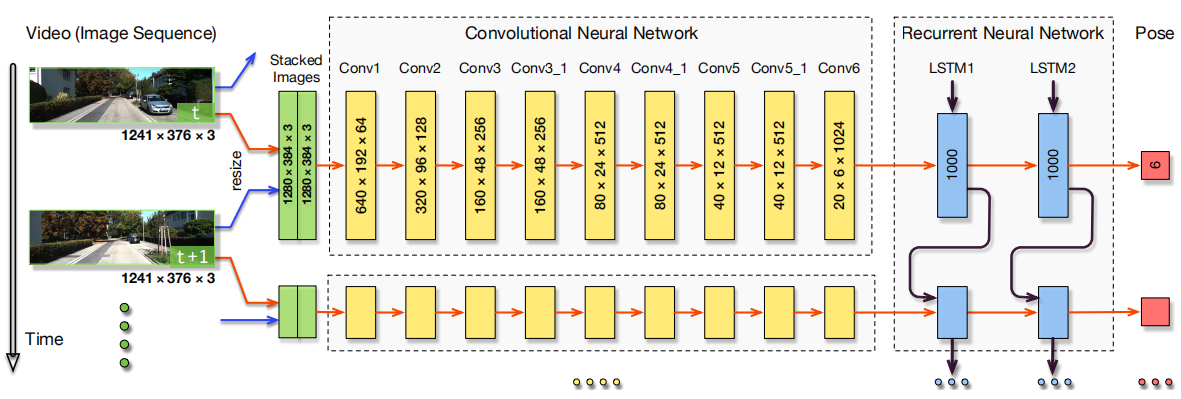 Video (Image Sequence)
Convolutional Neural Network
Recurrent Neural Network
Pose
Stacked
Images
Conv1
Conv2
Conv3
Conv3_1
Conv4
Conv4_1
Conv5
Conv5_1
Conv6
LSTM1
LSTM2
t
1241 × 376 × 3
resize
1280×384 × 3
1280×384 × 3
640 × 192 × 64
320 × 96 × 128
160 × 48 × 256
160 × 48 × 256
80 × 24 × 512
80 × 24 × 512
40 × 12 × 512
40 × 12 × 512
20 × 6 × 1024
1000
1000
6
t+1
1241 × 376 × 3
Time